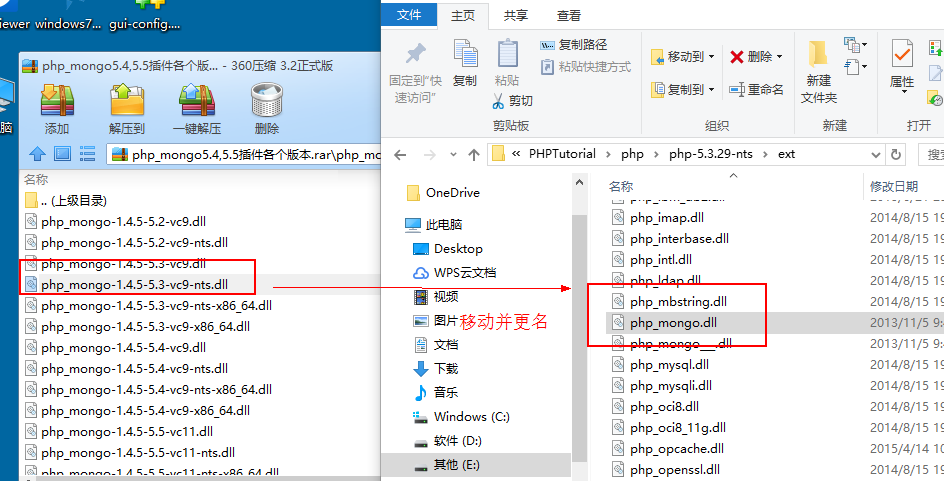 iewer windows7... gui-config....
脑
php_mongo5.4,5.5插件各个版... - 360压缩 3.2正式版
添加 解压到 一键解压 删除
php_mongo5.4,5.5插件各个版本.rar\php_mo
名称
.. (上级目录)
php_mongo-1.4.5-5.2-vc9.dll
php_mongo-1.4.5-5.2-vc9-nts.dll
php_mongo-1.4.5-5.3-vc9.dll
php_mongo-1.4.5-5.3-vc9-nts.dll
php_mongo-1.4.5-5.3-vc9-nts-x86_64.dll
php_mongo-1.4.5-5.3-vc9-x86_64.dll
php_mongo-1.4.5-5.4-vc9.dll
php_mongo-1.4.5-5.4-vc9-nts.dll
php_mongo-1.4.5-5.4-vc9-nts-x86_64.dll
php_mongo-1.4.5-5.4-vc9-x86_64.dll
php_mongo-1.4.5-5.5-vc11.dll
php_mongo-1.4.5-5.5-vc11-nts.dll
php_mongo-1.4.5-5.5-vc11-nts-x86_64.dll
文件 主页 共享 查看
固定到“快
速访问”
复制
粘贴
复制路径
粘贴快捷方式
剪切
剪贴板
移动到
复制到
删除
重命名
组织
新建
文件夹
新建
属性
打开
« PHPTutorial › php › php-5.3.29-nts › ext
搜
OneDrive
此电脑
Desktop
WPS云文档
视频
图片
移动并更名
文档
下载
音乐
Windows (C:)
软件 (D:)
其他 (E:)
名称 修改日期
php_imap.dll 2014/8/15 19
php_interbase.dll 2014/8/15 19
php_intl.dll 2014/8/15 19
php_ldap.dll 2014/8/15 19
php_mbstring.dll 2014/8/15 19
php_mongo.dll 2013/11/5 9:4
php_mongo__.dll 2013/11/5 9:4
php_mysql.dll 2014/8/15 19
php_mysqli.dll 2014/8/15 19
php_oci8.dll 2014/8/15 19
php_oci8_11g.dll 2014/8/15 19
php_opcache.dll 2015/4/14 10
php_openssl.dll 2014/8/15 19